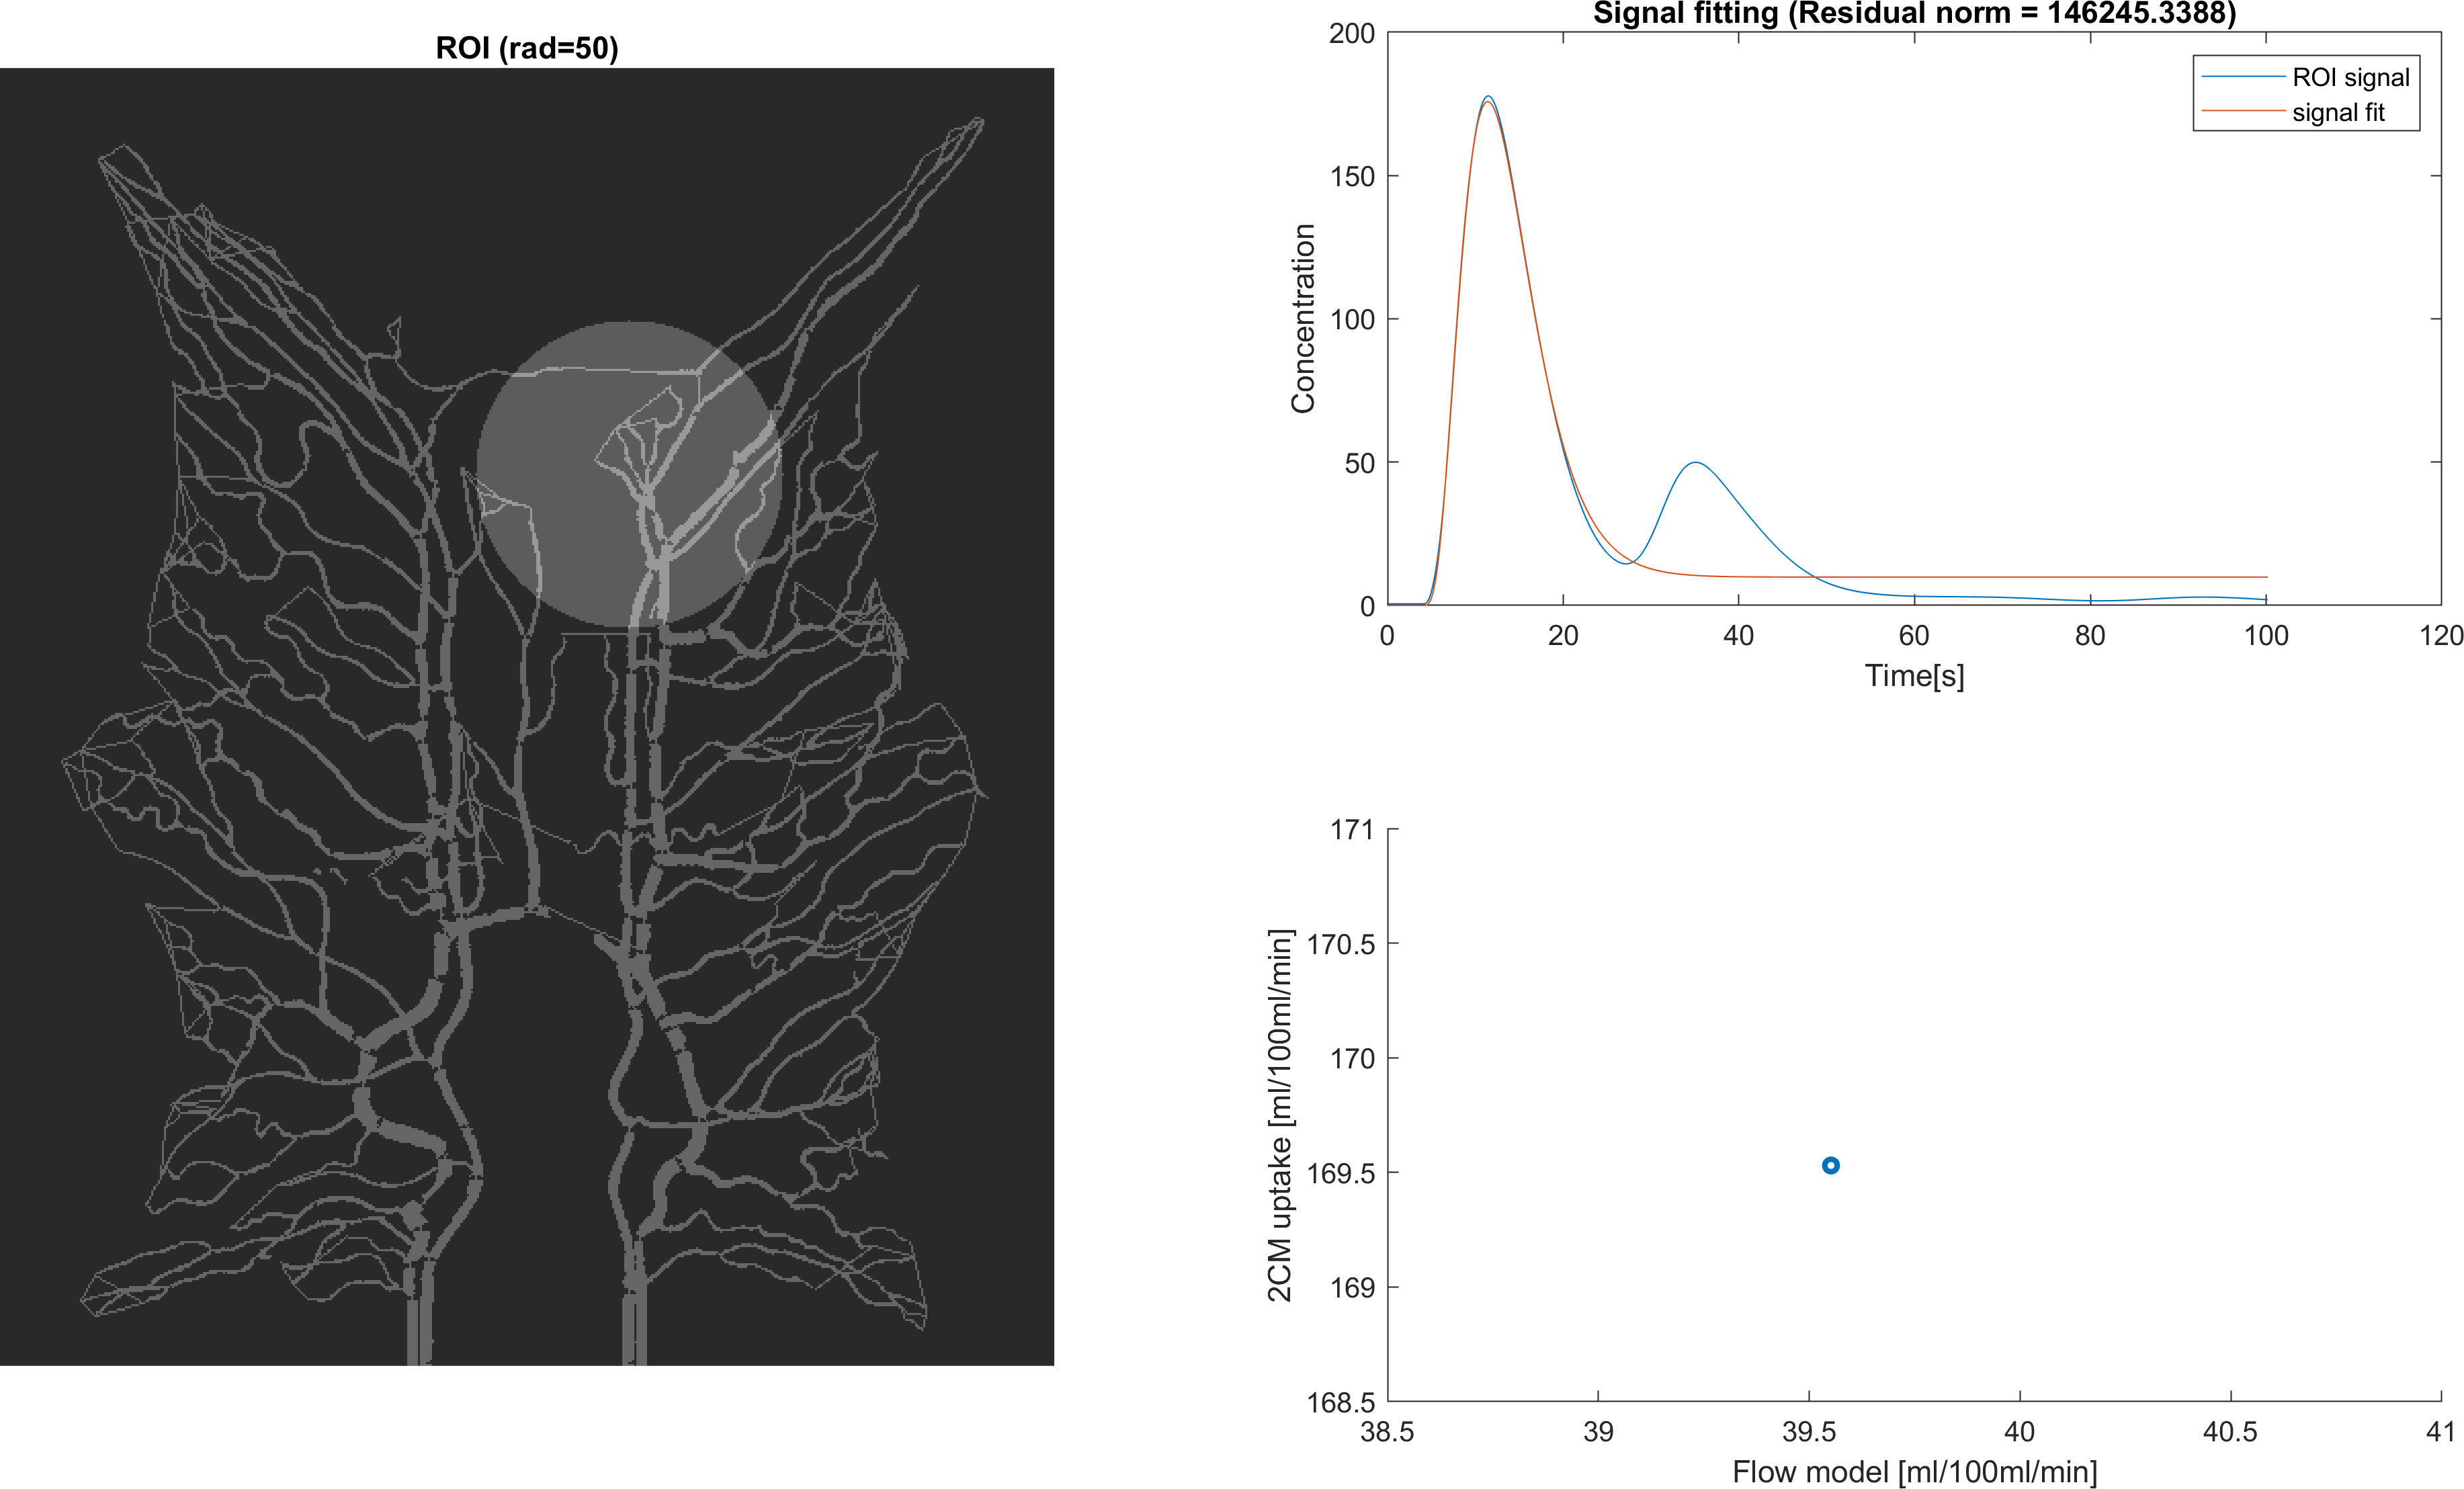 ROI (rad=50)
Signal fitting (Residual norm = 146245.3388)
200
150
100
50
0
Concentration
ROI signal
signal fit
0 20 40 60 80 100 120
Time[s]
171
170.5
170
169.5
169
168.5
2CM uptake [ml/100ml/min]
38.5 39 39.5 40 40.5 41
Flow model [ml/100ml/min]